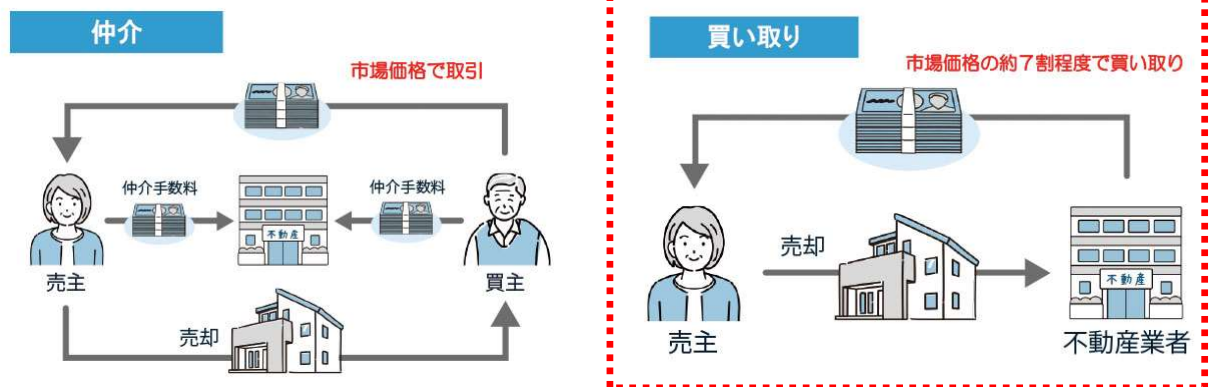 仲介
市場価格で取引
仲介手数料
仲介手数料
不動産
売主
買主
売却
買い取り
市場価格の約7割程度で買い取り
売却
不動産
売主
不動産業者